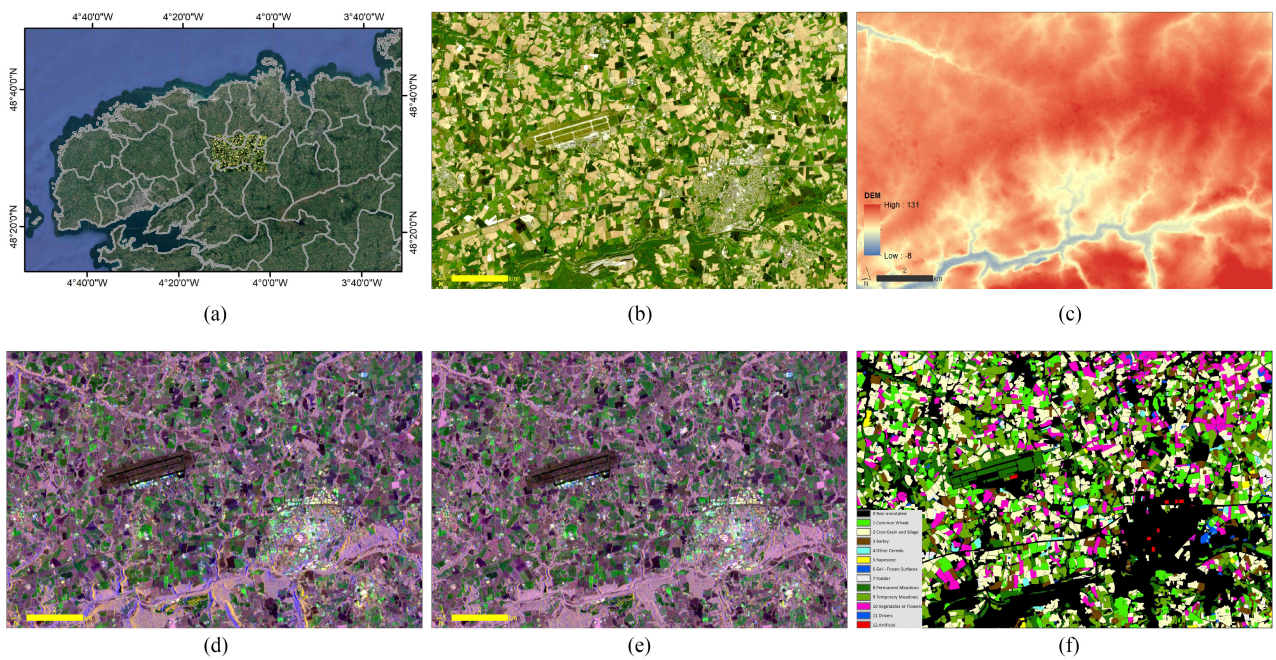 4°40'0"W 4°20'0"W 4°0'0"W 3°40'0"W
48°40'0"N 48°40'0"N
48°20'0"N 48°20'0"N
4°40'0"W 4°20'0"W 4°0'0"W 3°40'0"W
(a)
km
(b)
DEM
High : 131
Low : -8
2
km
N
(c)
(d)
(e)
0 Non-annotated
1 Common Wheat
2 Cron Grain and Silage
3 Barley
4 Other Cereals
5 Rapeseed
6 Gel - Frozen Surfaces
7 Fodder
8 Permanent Meadows
9 Temporary Meadows
10 Vegetables or Flowers
11 Drivers
12 Artificial
(f)